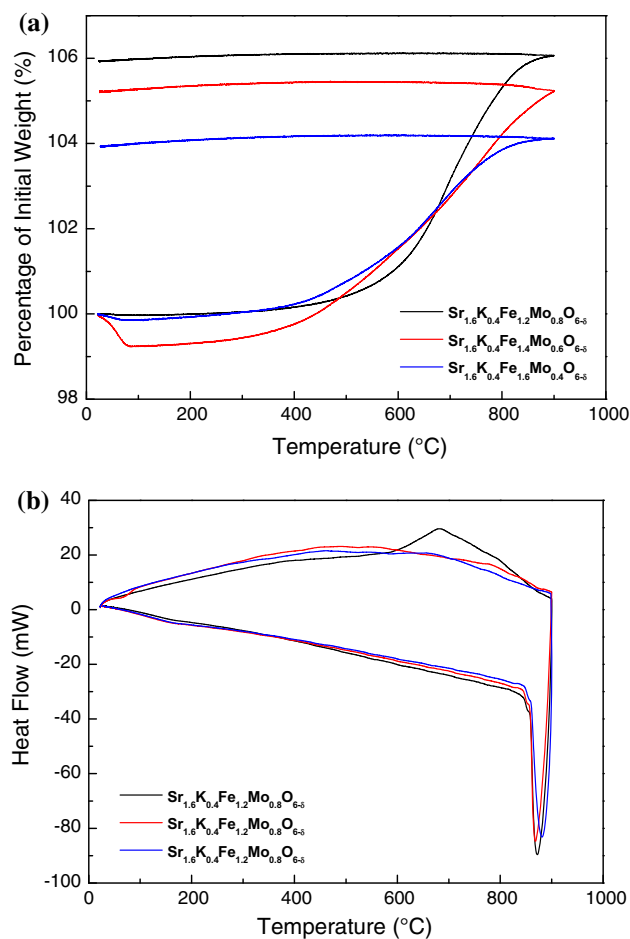 (a)
Percentage of Initial Weight (%)
106
104
102
100
98
Sr1.6K0.4Fe1.2Mo0.8O6-δ
Sr1.6K0.4Fe1.4Mo0.6O6-δ
Sr1.6K0.4Fe1.6Mo0.4O6-δ
0 200 400 600 800 1000
Temperature (°C)
(b)
Heat Flow (mW)
40
20
0
-20
-40
-60
-80
-100
Sr1.6K0.4Fe1.2Mo0.8O6-δ
Sr1.6K0.4Fe1.2Mo0.8O6-δ
Sr1.6K0.4Fe1.2Mo0.8O6-δ
0 200 400 600 800 1000
Temperature (°C)